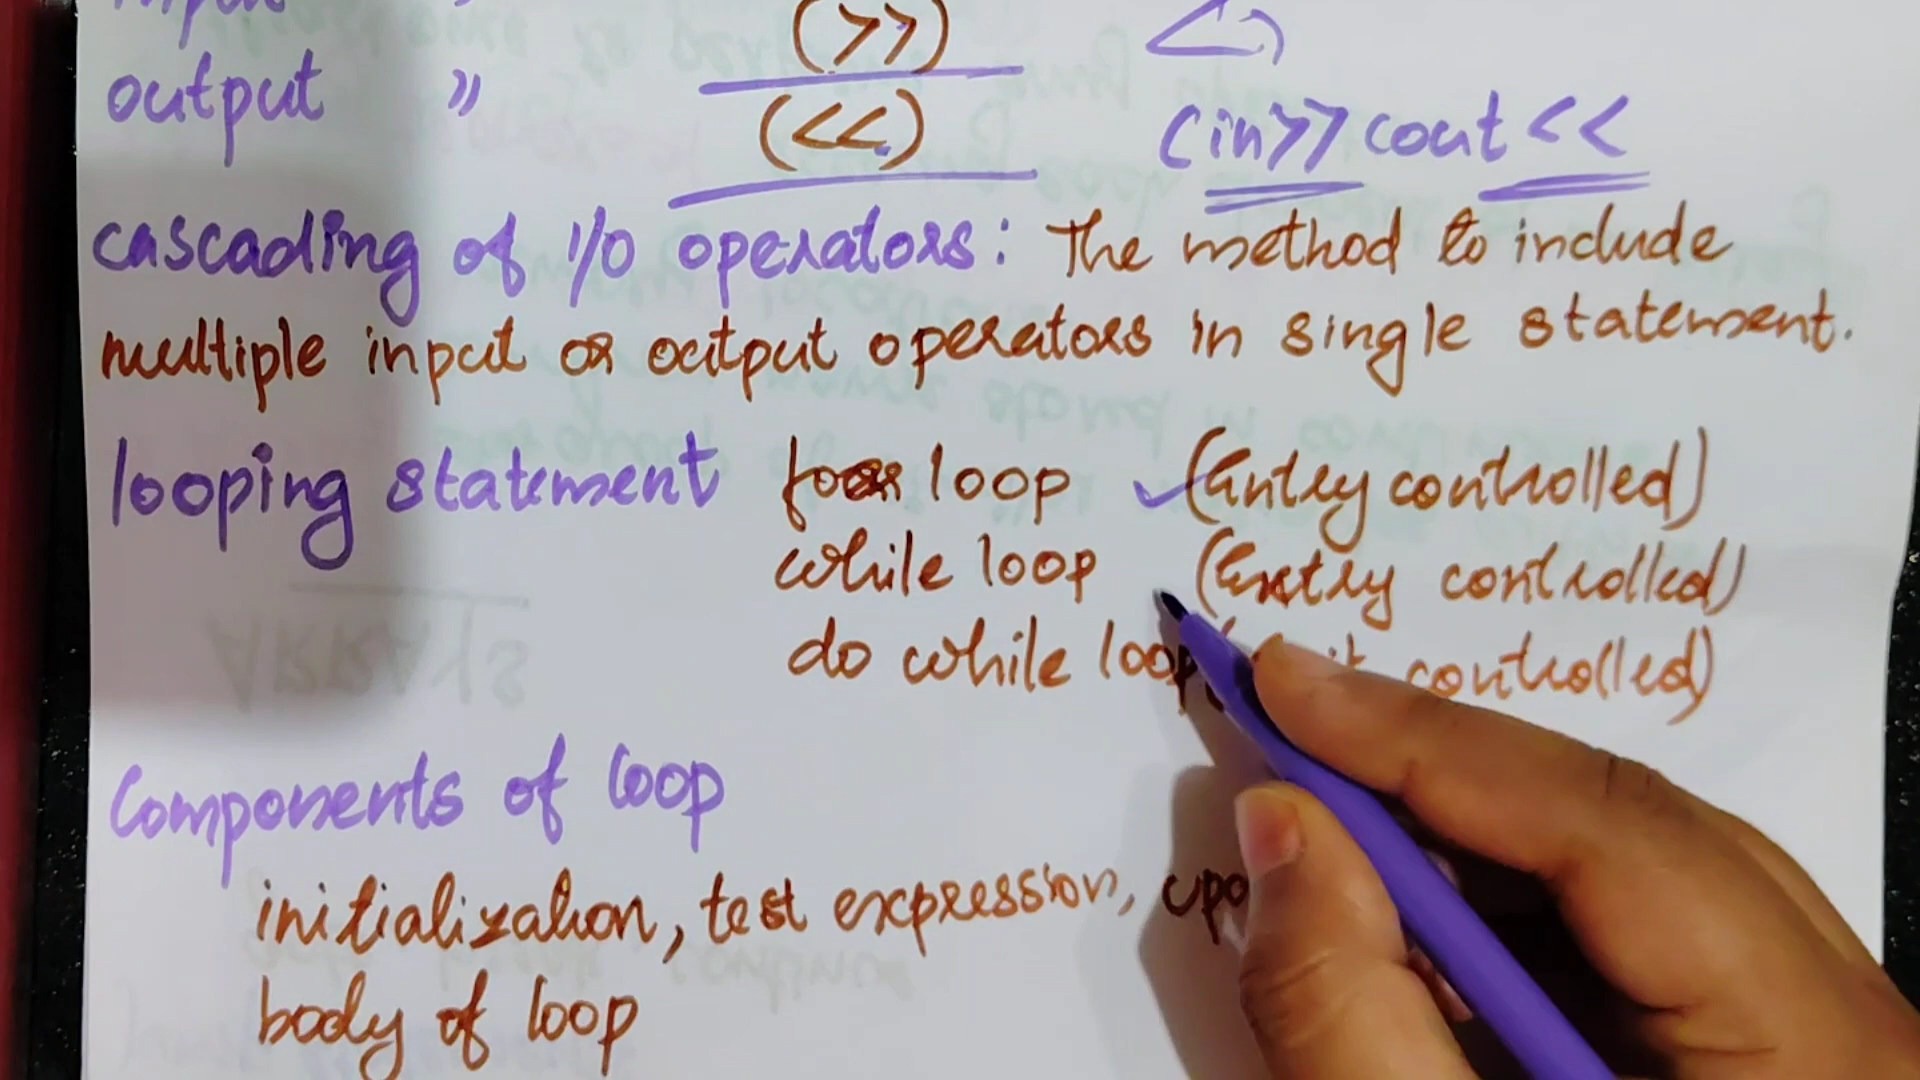 (>>)
output " (<<) cin>> cout<<
cascading of I/O operators: The method to include
multiple input or output operators in single statement.
looping statement for loop ✓(Entry controlled)
while loop (Entry controlled)
do while loop controlled)
Components of loop
initialization, test expression,
body of loop